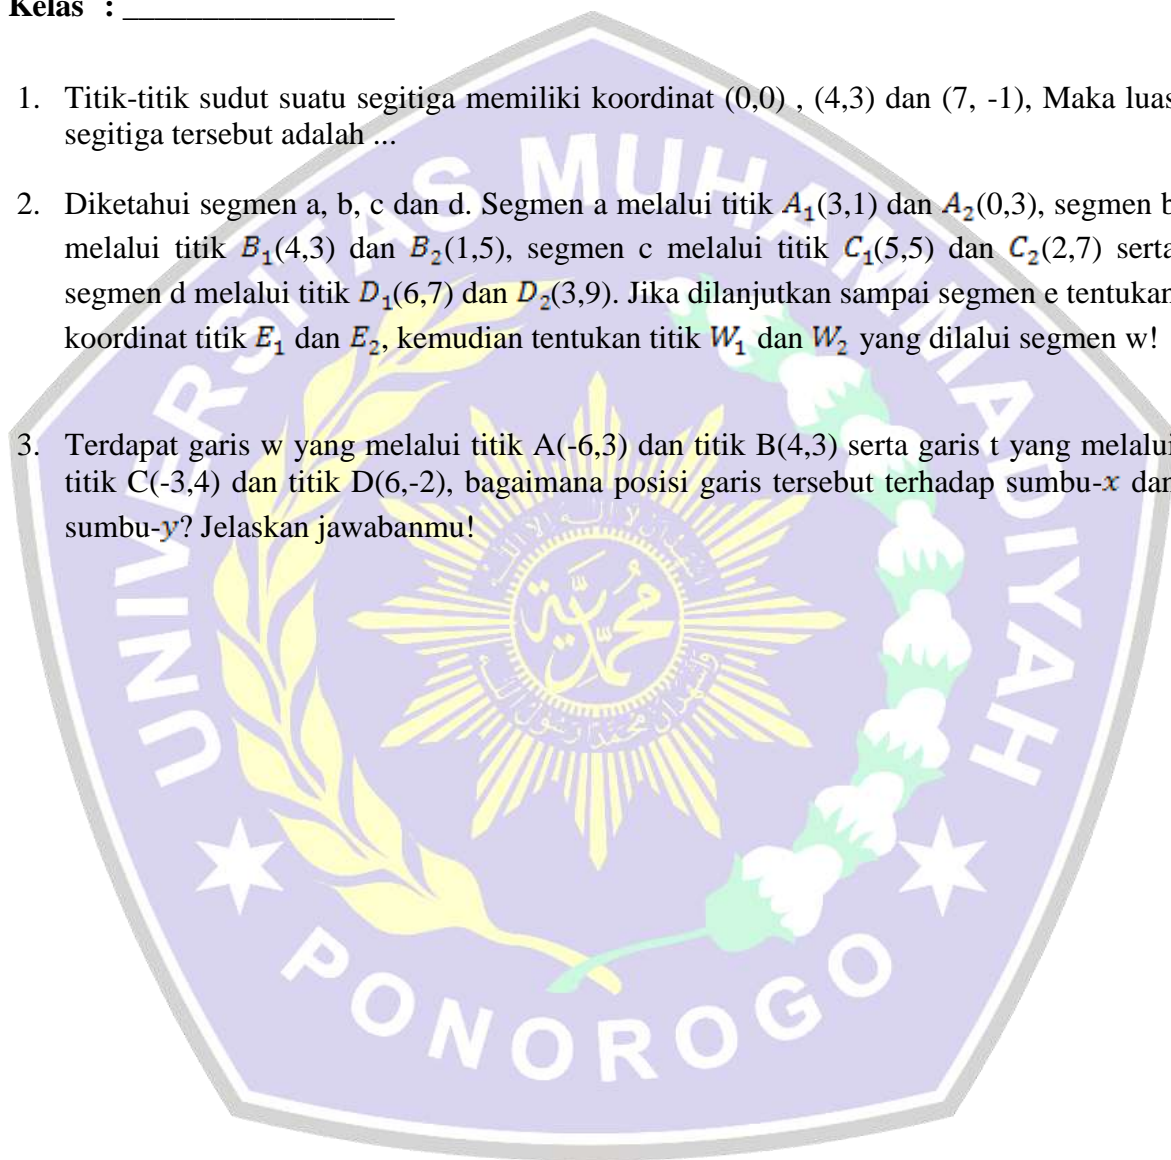 Kelas : __________________
1. Titik-titik sudut suatu segitiga memiliki koordinat (0,0) , (4,3) dan (7, -1), Maka luas
segitiga tersebut adalah ...
2. Diketahui segmen a, b, c dan d. Segmen a melalui titik A₁(3,1) dan A₂(0,3), segmen b
melalui titik B₁(4,3) dan B₂(1,5), segmen c melalui titik C₁(5,5) dan C₂(2,7) serta
segmen d melalui titik D₁(6,7) dan D₂(3,9). Jika dilanjutkan sampai segmen e tentukan
koordinat titik E₁ dan E₂, kemudian tentukan titik W₁ dan W₂ yang dilalui segmen w!
3. Terdapat garis w yang melalui titik A(-6,3) dan titik B(4,3) serta garis t yang melalui
titik C(-3,4) dan titik D(6,-2), bagaimana posisi garis tersebut terhadap sumbu-x dan
sumbu-y? Jelaskan jawabanmu!
UNIVERSITAS MUHAMMADIYAH
PONOROGO
محمد